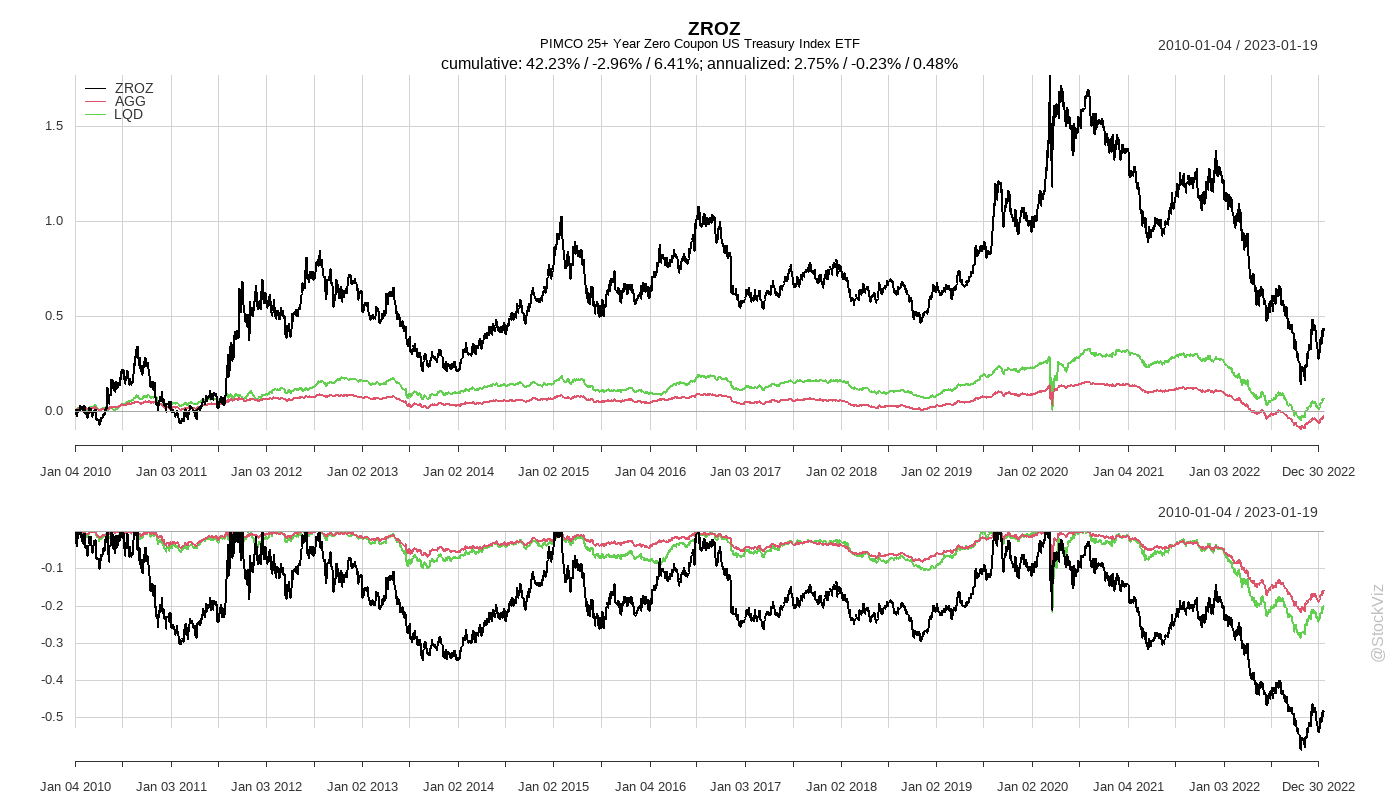 ZROZ
PIMCO 25+ Year Zero Coupon US Treasury Index ETF
2010-01-04 / 2023-01-19
cumulative: 42.23% / -2.96% / 6.41%; annualized: 2.75% / -0.23% / 0.48%
ZROZ
AGG
LQD
1.5
1.0
0.5
0.0
Jan 04 2010 Jan 03 2011 Jan 03 2012 Jan 02 2013 Jan 02 2014 Jan 02 2015 Jan 04 2016 Jan 03 2017 Jan 02 2018 Jan 02 2019 Jan 02 2020 Jan 04 2021 Jan 03 2022 Dec 30 2022
2010-01-04 / 2023-01-19
-0.1
-0.2
-0.3
-0.4
-0.5
Jan 04 2010 Jan 03 2011 Jan 03 2012 Jan 02 2013 Jan 02 2014 Jan 02 2015 Jan 04 2016 Jan 03 2017 Jan 02 2018 Jan 02 2019 Jan 02 2020 Jan 04 2021 Jan 03 2022 Dec 30 2022
@StockViz